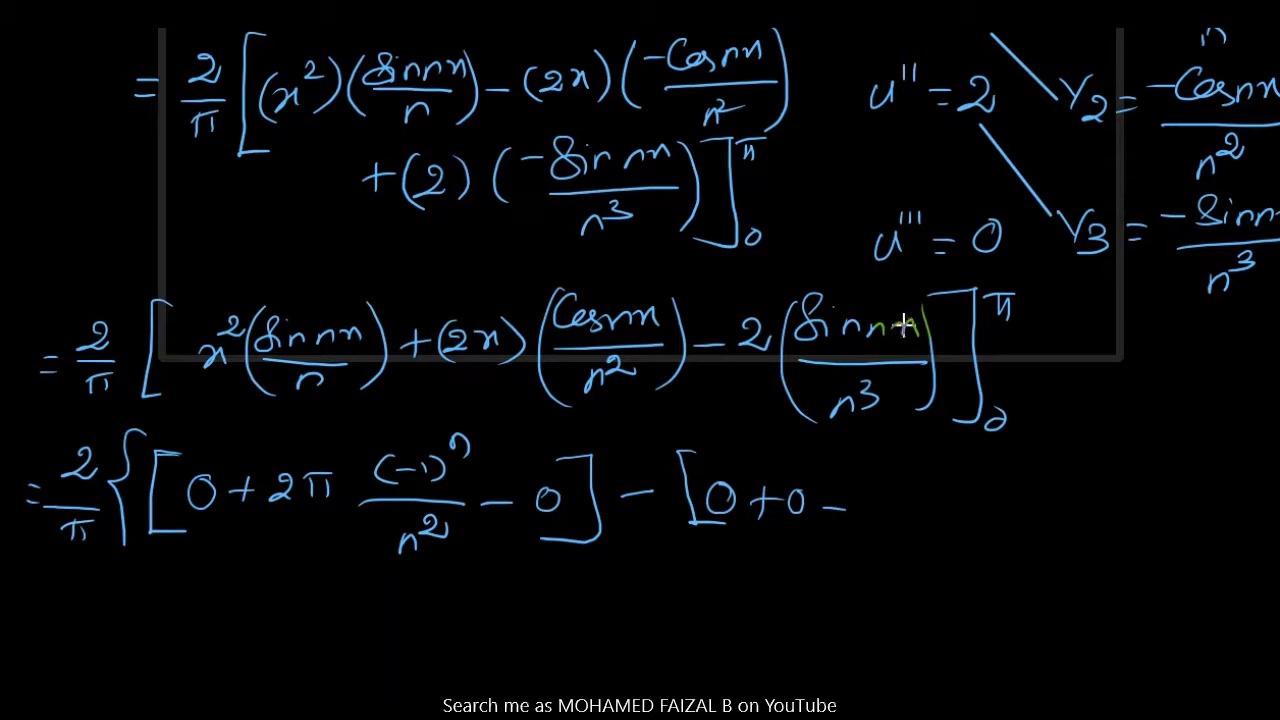 = 2/π [(x²)(Sin nx/n) - (2x)(-Cos nx/n²)
+ (2)(-Sin nx/n³)]₀^π
u'' = 2
V₂ = -Cos nx/n²
u''' = 0
V₃ = -Sin n/n³
= 2/π [x²(Sin nx/n) + (2x)(Cos nx/n²) - 2(Sin nx/n³)]₀^π
= 2/π {[0 + 2π (-1)ⁿ/n² - 0] - [0 + 0 -
Search me as MOHAMED FAIZAL B on YouTube